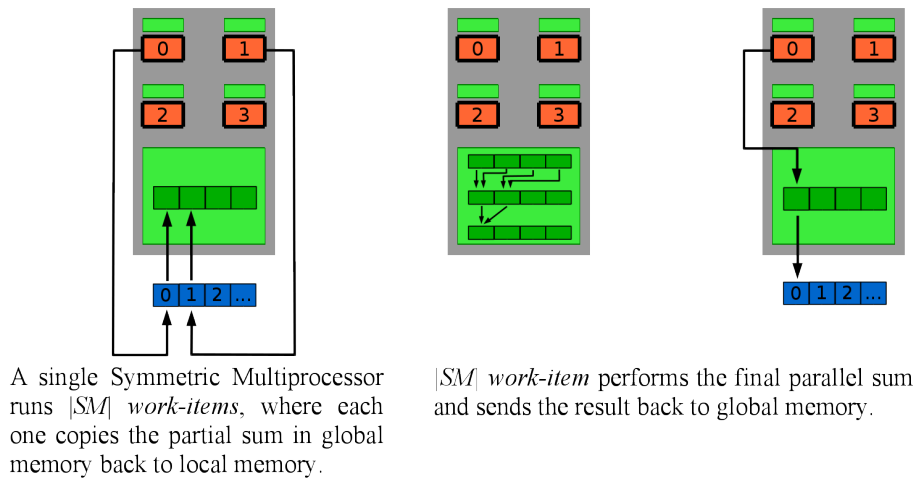 0 1
2 3
0 1 2 ...
A single Symmetric Multiprocessor
runs |SM| work-items, where each
one copies the partial sum in global
memory back to local memory.
0 1
2 3
0 1
2 3
0 1 2 ...
|SM| work-item performs the final parallel sum
and sends the result back to global memory.